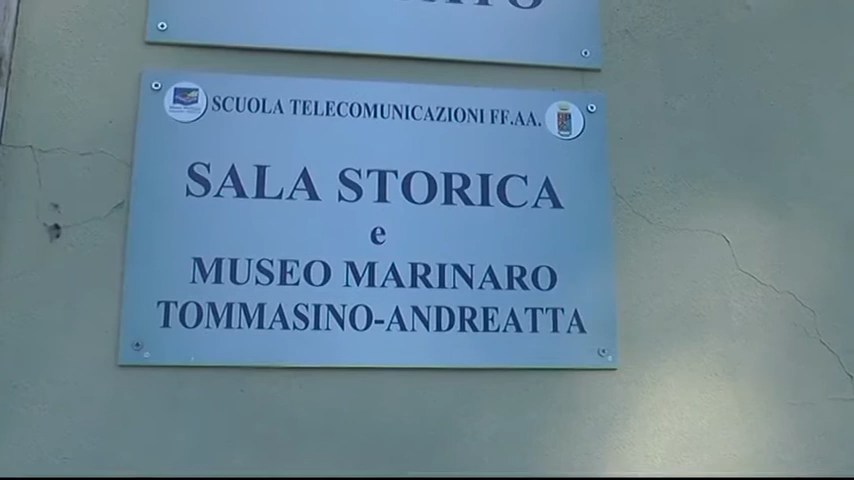 SCUOLA TELECOMUNICAZIONI FF.AA.
SALA STORICA
e
MUSEO MARINARO
TOMMASINO-ANDREATTA